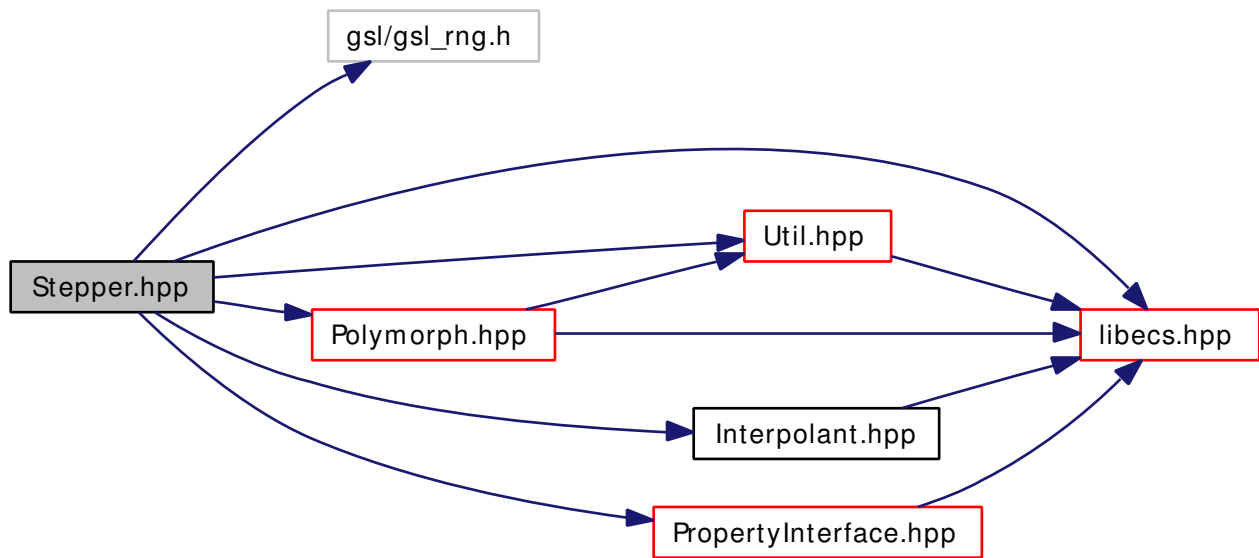 gsl/gsl_rng.h
Util.hpp
Stepper.hpp
Polymorph.hpp
libecs.hpp
Interpolant.hpp
PropertyInterface.hpp